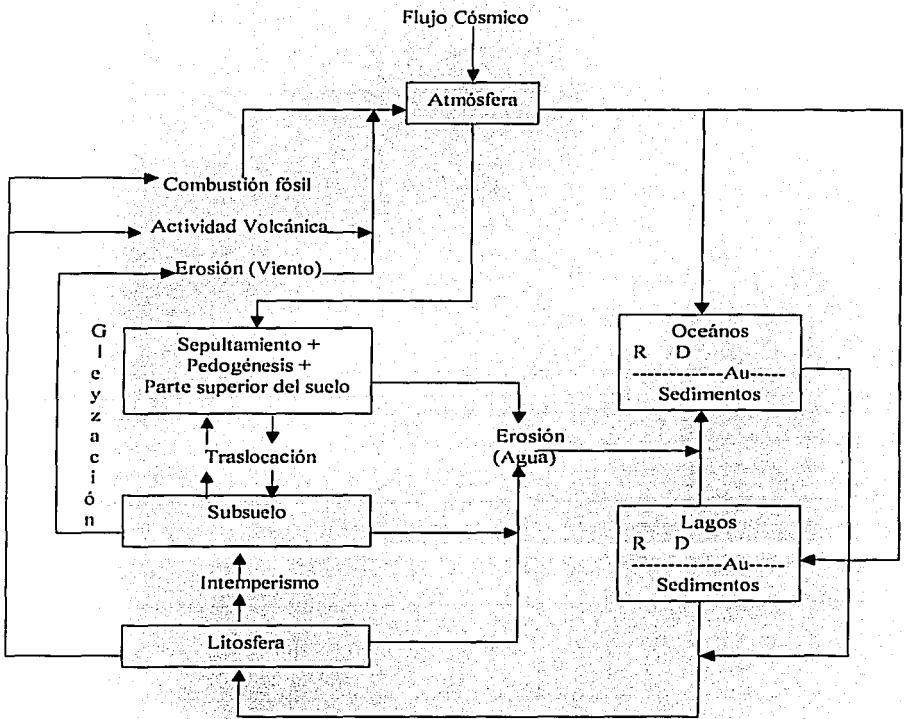 Flujo Cósmico
Atmósfera
Combustión fósil
Actividad Volcánica
Erosión (Viento)
Gleyzación
Sepultamiento +
Pedogénesis +
Parte superior del suelo
Oceános
R D
------------Au-----
Sedimentos
Erosión
(Agua)
Traslocación
Subsuelo
Lagos
R D
------------Au-----
Sedimentos
Intemperismo
Litosfera